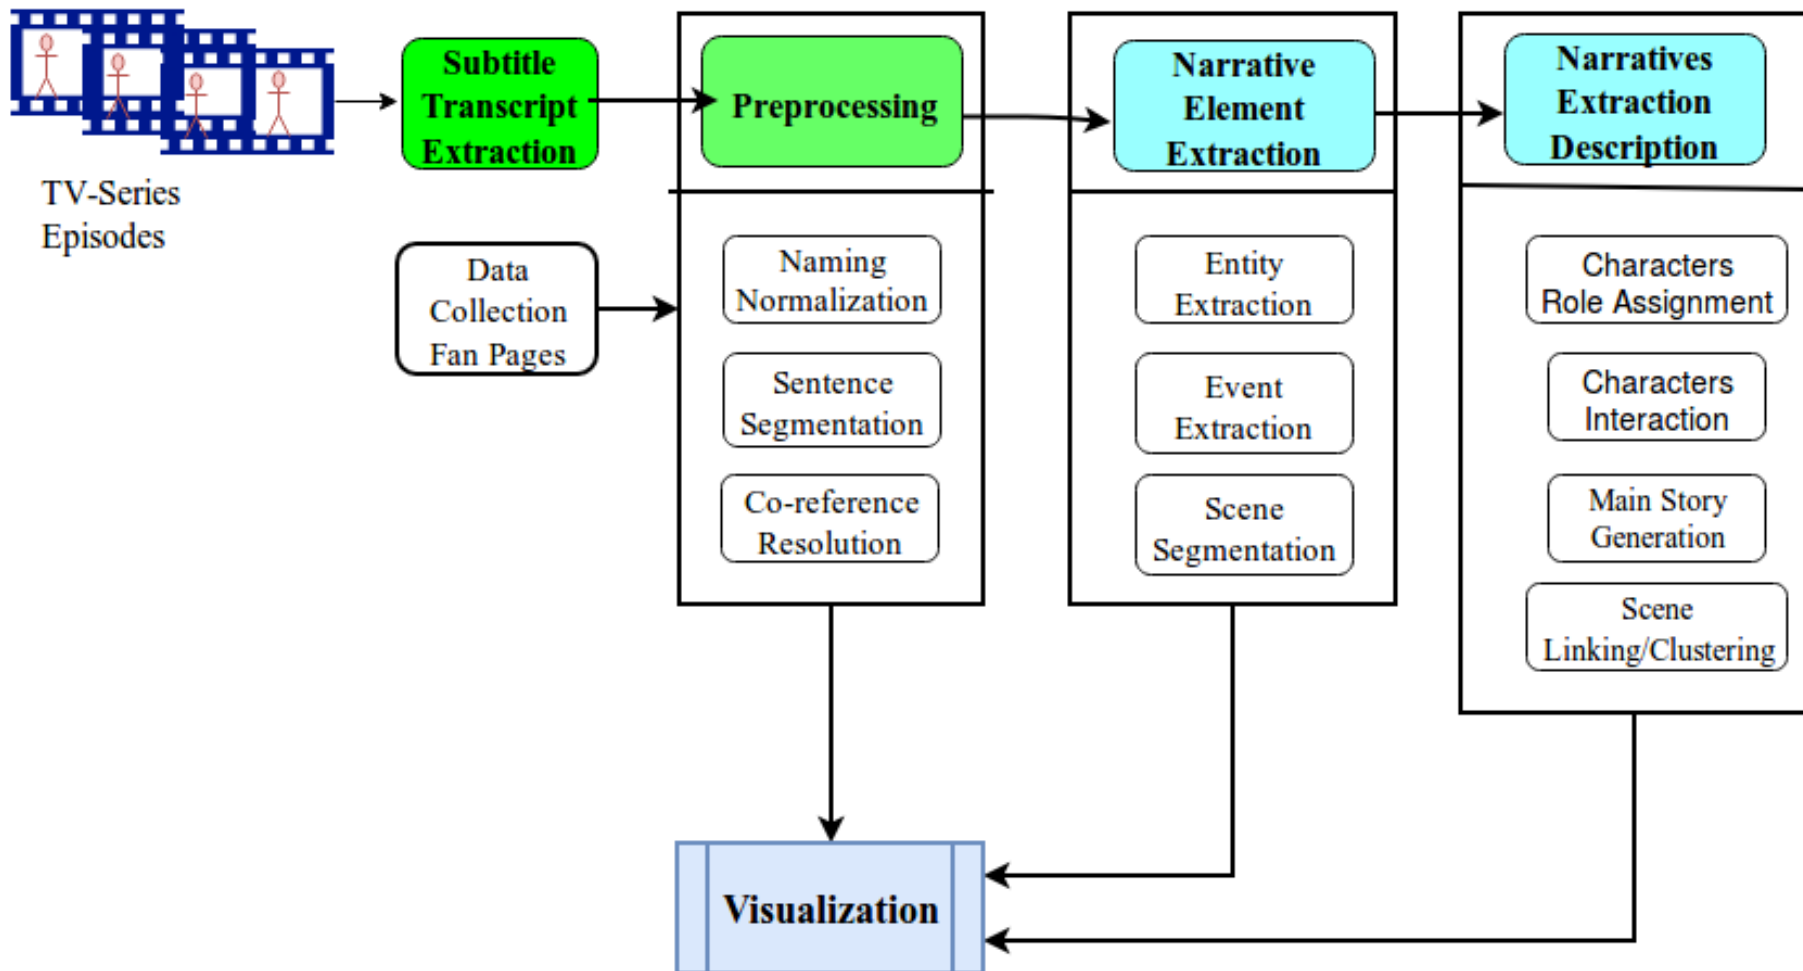 TV-Series
Episodes
Subtitle
Transcript
Extraction
Data
Collection
Fan Pages
Preprocessing
Naming
Normalization
Sentence
Segmentation
Co-reference
Resolution
Narrative
Element
Extraction
Entity
Extraction
Event
Extraction
Scene
Segmentation
Narratives
Extraction
Description
Characters
Role Assignment
Characters
Interaction
Main Story
Generation
Scene
Linking/Clustering
Visualization